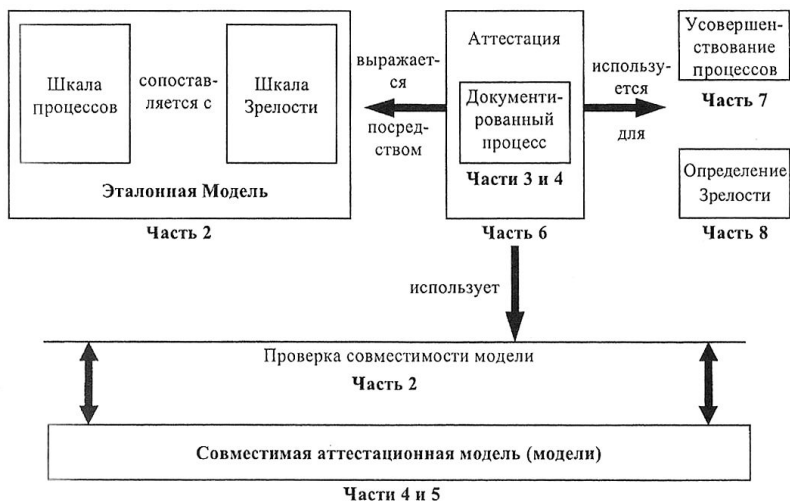 Шкала
процессов
сопостав-
ляется с
Шкала
Зрелости
Эталонная Модель
Часть 2
выражает-
ся
посред-
ством
Аттестация
Документи-
рованный
процесс
Части 3 и 4
Часть 6
использу-
ется
для
Усовершен-
ствование
процессов
Часть 7
Определение
Зрелости
Часть 8
использует
Проверка совместимости модели
Часть 2
Совместимая аттестационная модель (модели)
Части 4 и 5